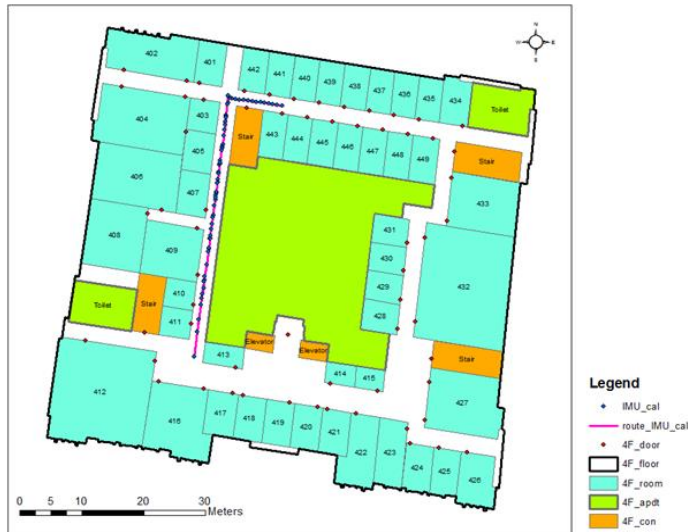 N
W E
S
402
401
442
441
440
439
438
437
436
435
434
Toilet
404
403
Stair
443
444
445
446
447
448
449
Stair
405
406
407
433
408
409
431
430
432
429
428
Toilet
Stair
410
411
413
Elevator
Elevator
Stair
414
415
427
412
416
417
418
419
420
421
422
423
424
425
426
Legend
IMU_cal
route_IMU_cal
4F_door
4F_floor
4F_room
4F_apdt
4F_con
0 5 10 20 30
Meters